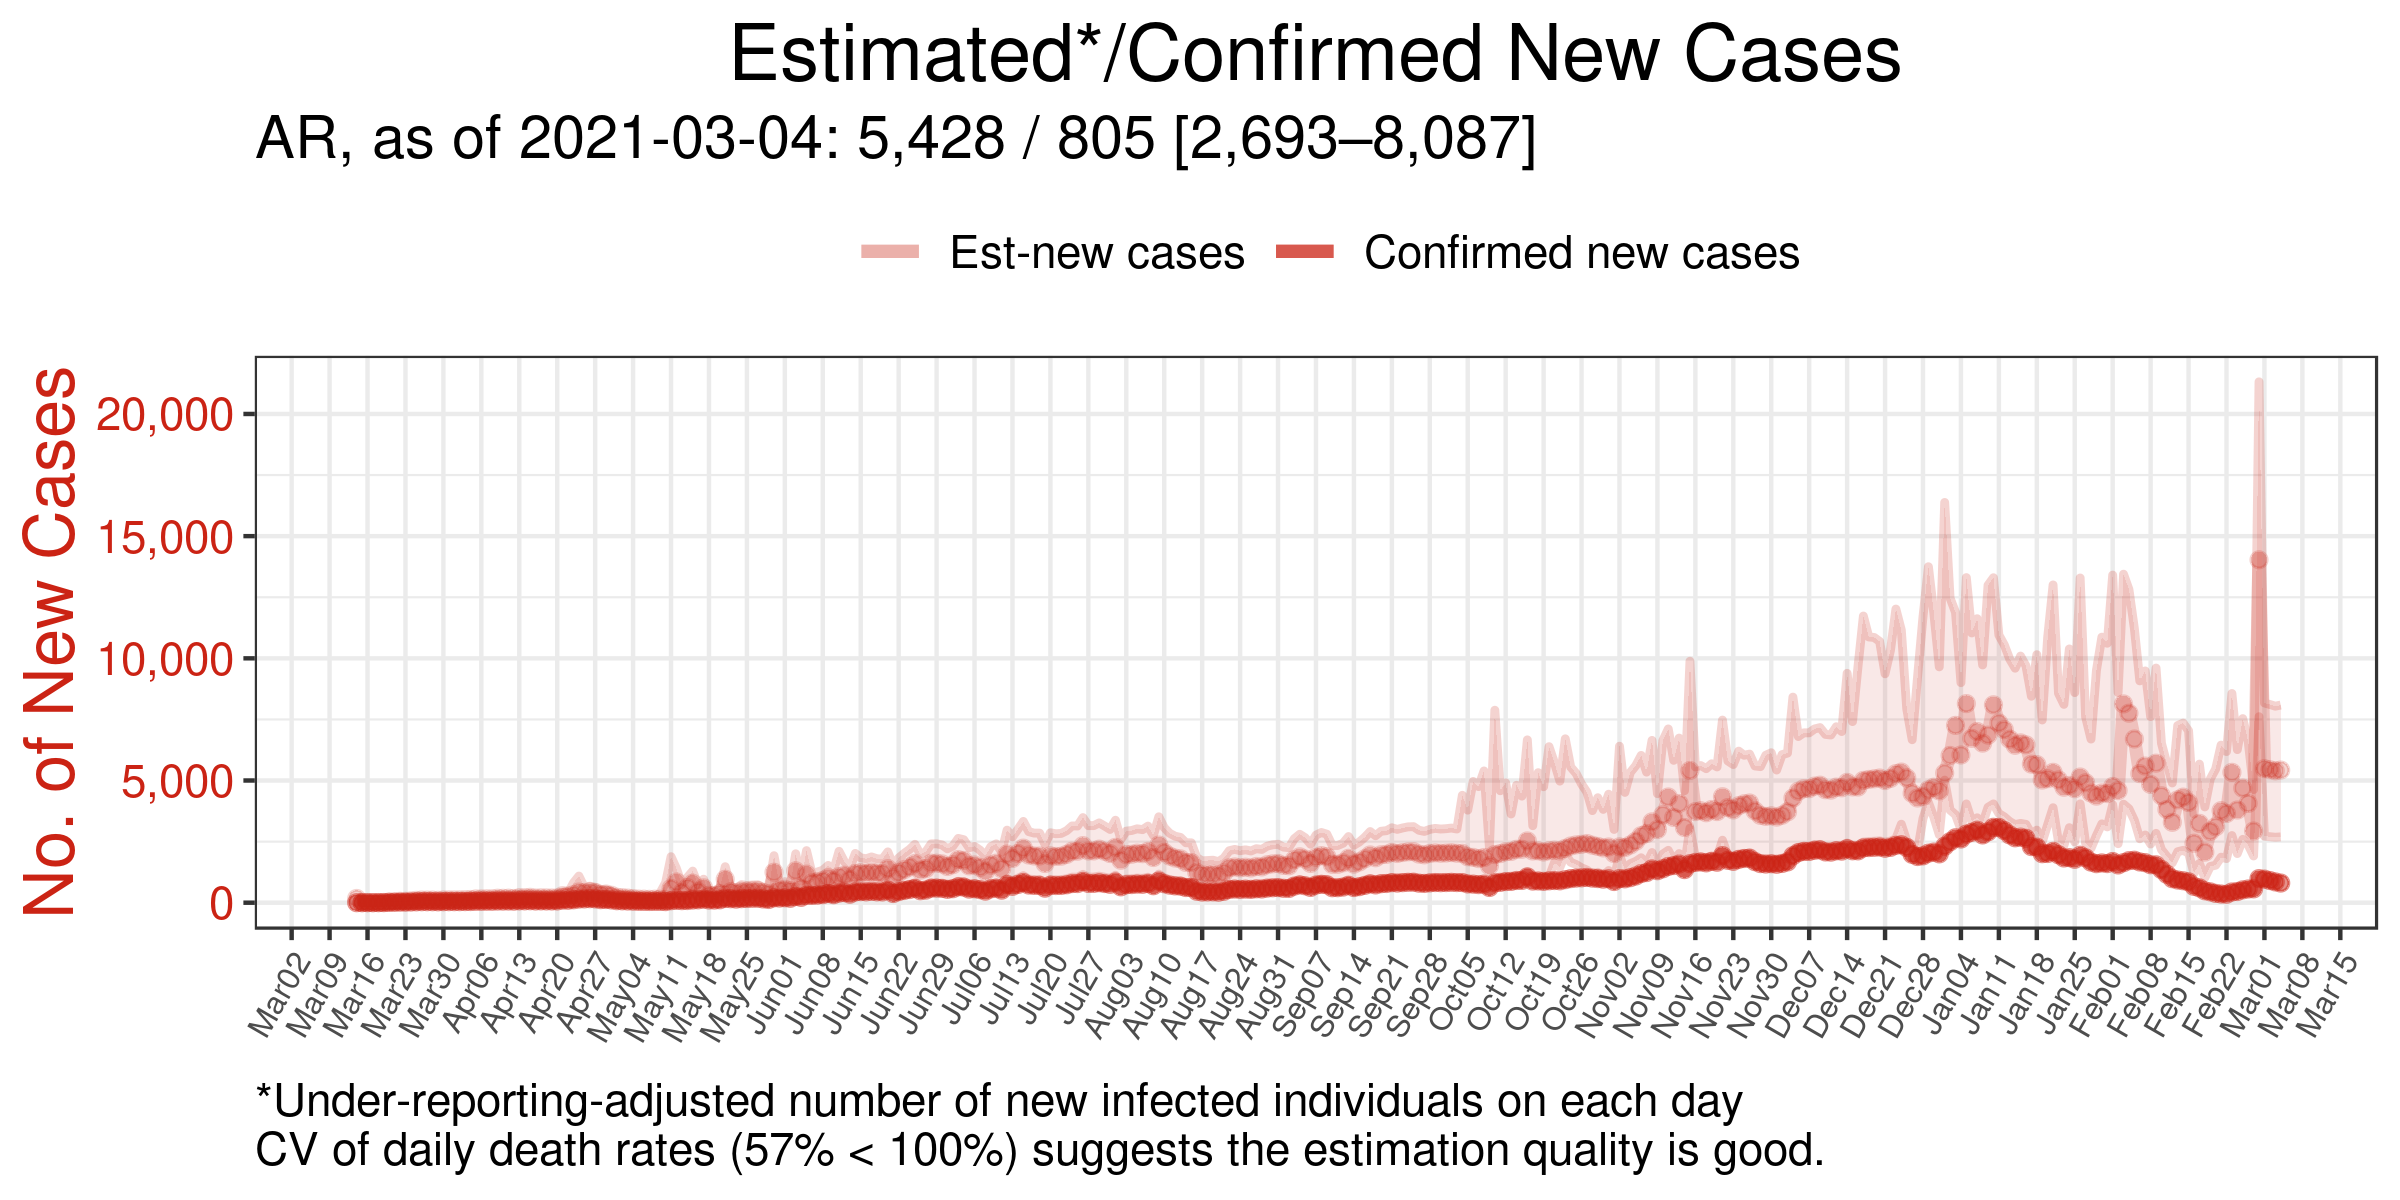 Estimated*/Confirmed New Cases
AR, as of 2021-03-04: 5,428 / 805 [2,693–8,087]
Est-new cases
Confirmed new cases
No. of New Cases
20,000
15,000
10,000
5,000
0
Mar02
Mar09
Mar16
Mar23
Mar30
Apr06
Apr13
Apr20
Apr27
May04
May11
May18
May25
Jun01
Jun08
Jun15
Jun22
Jun29
Jul06
Jul13
Jul20
Jul27
Aug03
Aug10
Aug17
Aug24
Aug31
Sep07
Sep14
Sep21
Sep28
Oct05
Oct12
Oct19
Oct26
Nov02
Nov09
Nov16
Nov23
Nov30
Dec07
Dec14
Dec21
Dec28
Jan04
Jan11
Jan18
Jan25
Feb01
Feb08
Feb15
Feb22
Mar01
Mar08
Mar15
*Under-reporting-adjusted number of new infected individuals on each day
CV of daily death rates (57% < 100%) suggests the estimation quality is good.